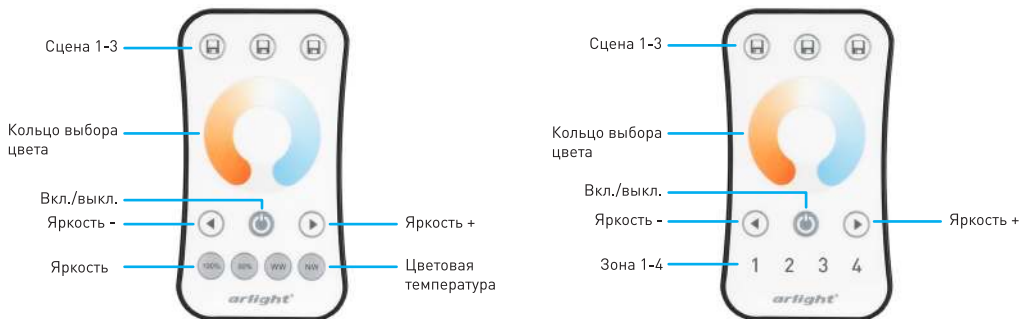 Сцена 1-3
Кольцо выбора
цвета
Вкл./выкл.
Яркость -
Яркость +
Яркость
100% 50% WW NW
Цветовая
температура
arlight
Сцена 1-3
Кольцо выбора
цвета
Вкл./выкл.
Яркость -
Яркость +
Зона 1-4
1 2 3 4
arlight